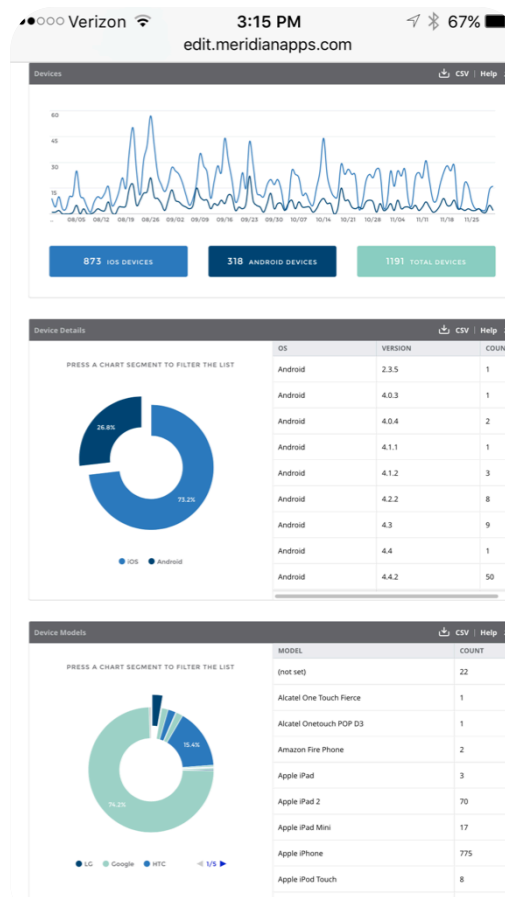 Verizon 3:15 PM 67%
edit.meridianapps.com
Devices CSV | Help
60
45
30
15
... 08/05 08/12 08/19 08/26 09/02 09/09 09/16 09/23 09/30 10/07 10/14 10/21 10/28 11/04 11/11 11/18 11/25
873 IOS DEVICES 318 ANDROID DEVICES 1191 TOTAL DEVICES
Device Details CSV | Help
PRESS A CHART SEGMENT TO FILTER THE LIST
26.8%
73.2%
iOS Android
OS VERSION COUN
Android 2.3.5 1
Android 4.0.3 1
Android 4.0.4 2
Android 4.1.1 1
Android 4.1.2 3
Android 4.2.2 8
Android 4.3 9
Android 4.4 1
Android 4.4.2 50
Device Models CSV | Help
PRESS A CHART SEGMENT TO FILTER THE LIST
15.4%
74.2%
LG Google HTC 1/5
MODEL COUNT
(not set) 22
Alcatel One Touch Fierce 1
Alcatel Onetouch POP D3 1
Amazon Fire Phone 2
Apple iPad 3
Apple iPad 2 70
Apple iPad Mini 17
Apple iPhone 775
Apple iPod Touch 8